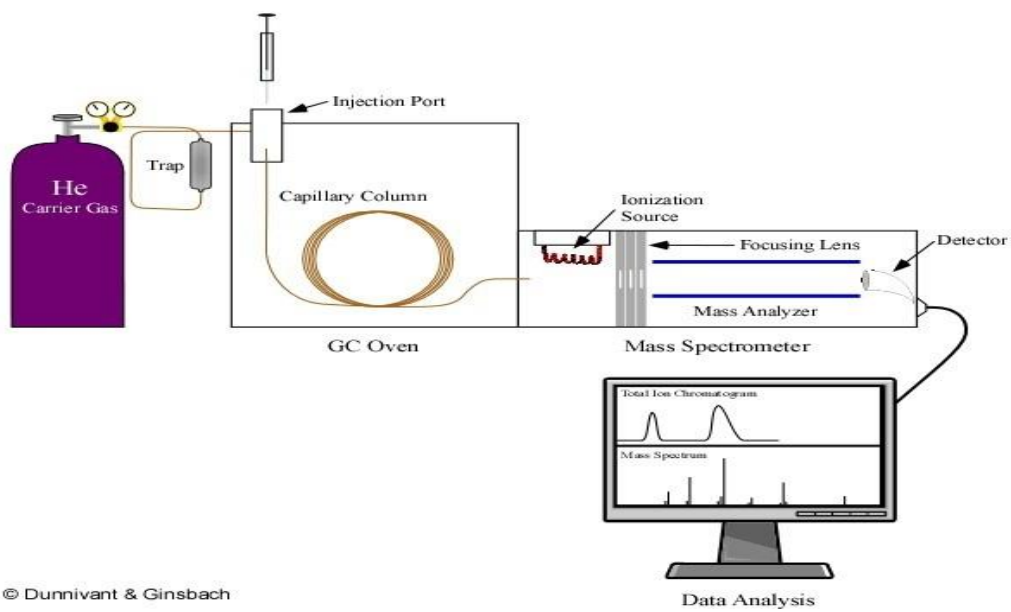 Injection Port
He
Carrier Gas
Trap
Capillary Column
Ionization
Source
Focusing Lens
Detector
Mass Analyzer
GC Oven
Mass Spectrometer
Total Ion Chromatogram
Mass Spectrum
© Dunnivant & Ginsbach
Data Analysis